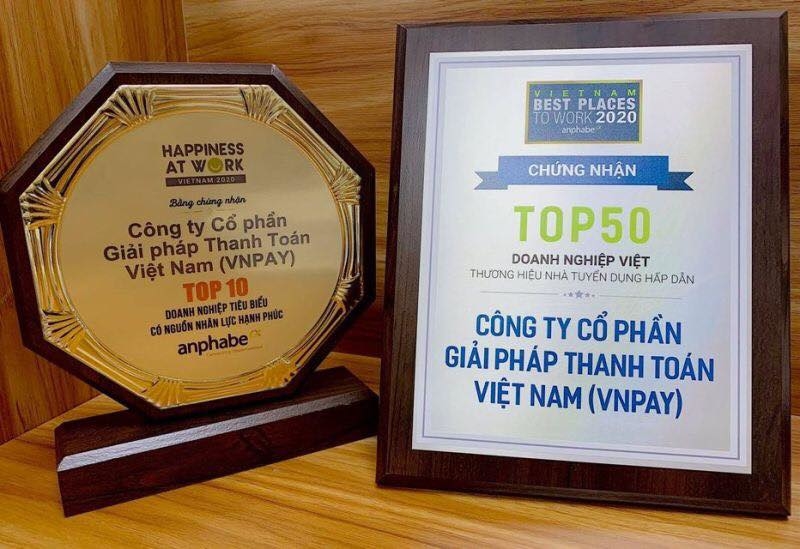 HAPPINESS
AT WORK
VIETNAM 2020
Bằng chứng nhận
Công ty Cổ phần
Giải pháp Thanh Toán
Việt Nam (VNPAY)
TOP 10
DOANH NGHIỆP TIÊU BIỂU
CÓ NGUỒN NHÂN LỰC HẠNH PHÚC
anphabe
VIETNAM
BEST PLACES
TO WORK 2020
anphabe
CHỨNG NHẬN
TOP50
DOANH NGHIỆP VIỆT
THƯƠNG HIỆU NHÀ TUYỂN DỤNG HẤP DẪN
CÔNG TY CỔ PHẦN
GIẢI PHÁP THANH TOÁN
VIỆT NAM (VNPAY)